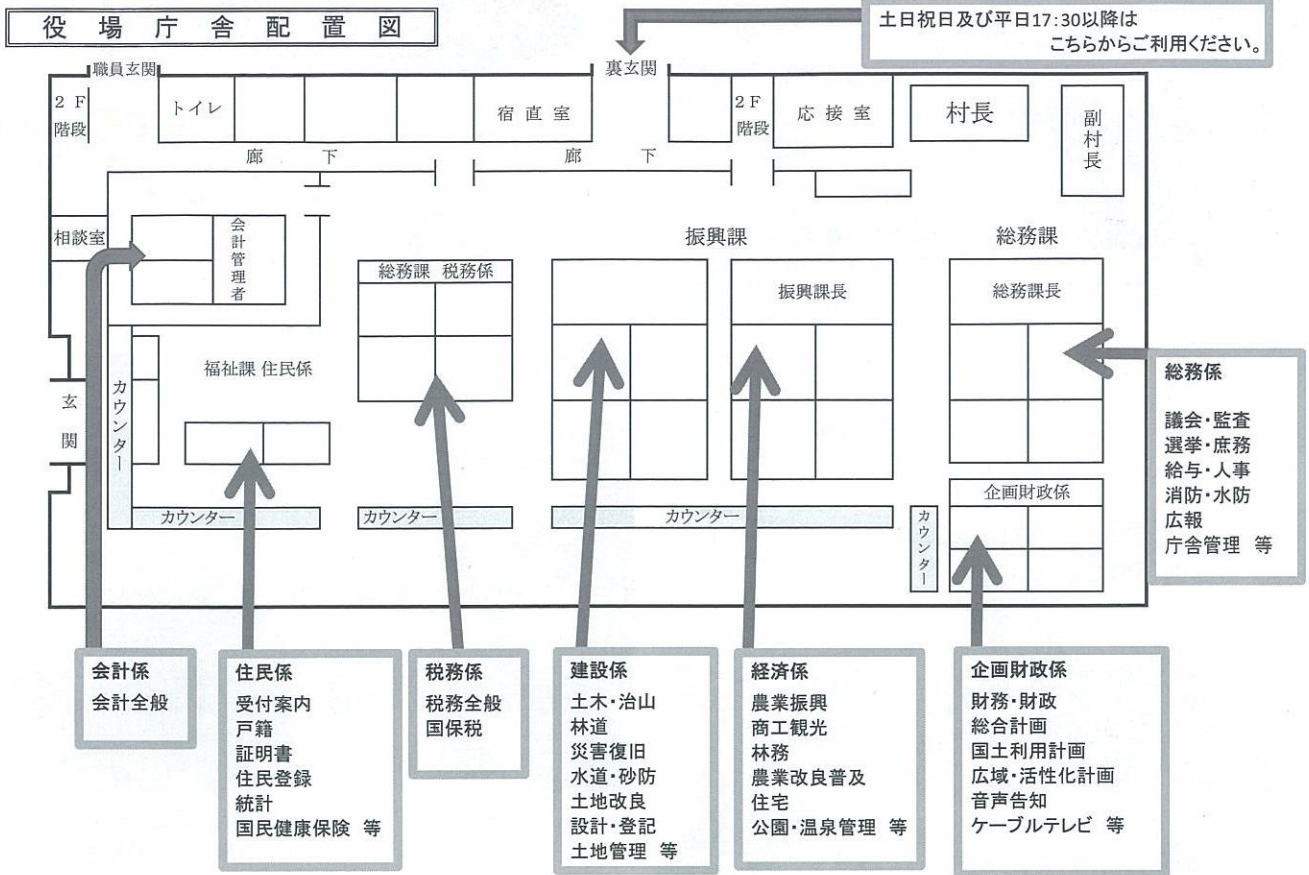 役場庁舎配置図
土日祝日及び平日17:30以降は
こちらからご利用ください。
職員玄関
裏玄関
2F
階段
トイレ
宿直室
2F
階段
応接室
村長
副村長
廊下
廊下
相談室
会計管理者
振興課
総務課
総務課 税務係
振興課長
総務課長
福祉課 住民係
玄関
カウンター
カウンター
カウンター
カウンター
カウンター
企画財政係
総務係
議会・監査
選挙・庶務
給与・人事
消防・水防
広報
庁舎管理 等
会計係
会計全般
住民係
受付案内
戸籍
証明書
住民登録
統計
国民健康保険 等
税務係
税務全般
国保税
建設係
土木・治山
林道
災害復旧
水道・砂防
土地改良
設計・登記
土地管理 等
経済係
農業振興
商工観光
林務
農業改良普及
住宅
公園・温泉管理 等
企画財政係
財務・財政
総合計画
国土利用計画
広域・活性化計画
音声告知
ケーブルテレビ 等